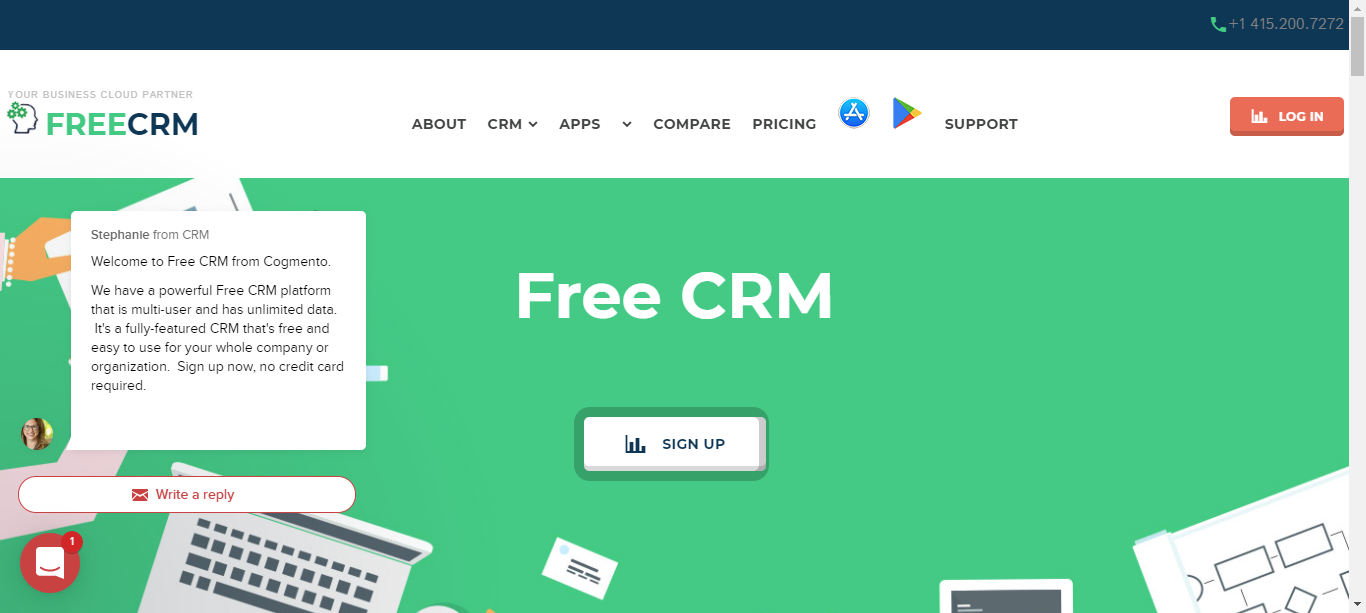 +1 415.200.7272
YOUR BUSINESS CLOUD PARTNER
FREECRM
ABOUT CRM APPS COMPARE PRICING SUPPORT
LOG IN
Stephanie from CRM
Welcome to Free CRM from Cogmento.
We have a powerful Free CRM platform
that is multi-user and has unlimited data.
It's a fully-featured CRM that's free and
easy to use for your whole company or
organization. Sign up now, no credit card
required.
Free CRM
SIGN UP
Write a reply
1